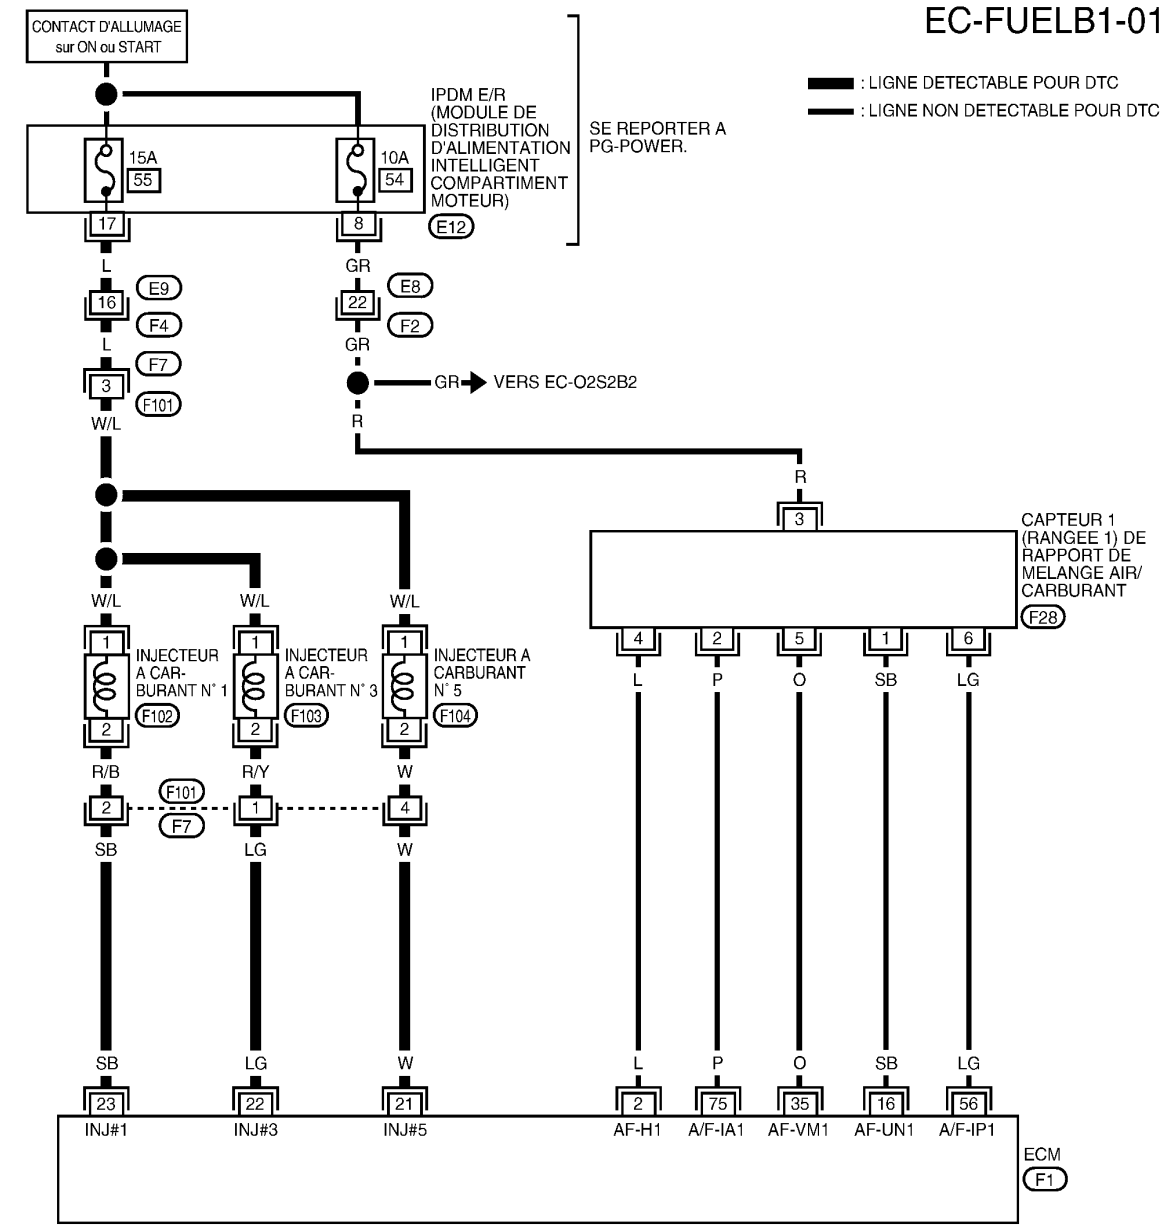 EC-FUELB1-01
CONTACT D'ALLUMAGE
sur ON ou START
: LIGNE DETECTABLE POUR DTC
: LIGNE NON DETECTABLE POUR DTC
IPDM E/R
(MODULE DE
DISTRIBUTION
D'ALIMENTATION
INTELLIGENT
COMPARTIMENT
MOTEUR)
E12
SE REPORTER A
PG-POWER.
15A
55
10A
54
17
8
L
GR
16
E9
F4
22
E8
F2
L
GR
F7
3
F101
GR
VERS EC-O2S2B2
W/L
R
R
3
CAPTEUR 1
(RANGEE 1) DE
RAPPORT DE
MELANGE AIR/
CARBURANT
F28
W/L
W/L
W/L
4
2
5
1
6
1
1
1
INJECTEUR
A CAR-
BURANT N° 1
F102
INJECTEUR
A CAR-
BURANT N° 3
F103
INJECTEUR A
CARBURANT
N° 5
F104
L
P
O
SB
LG
2
2
2
R/B
R/Y
W
2
F101
F7
1
4
SB
LG
W
SB
LG
W
L
P
O
SB
LG
23
22
21
2
75
35
16
56
INJ#1
INJ#3
INJ#5
AF-H1
A/F-IA1
AF-VM1
AF-UN1
A/F-IP1
ECM
F1